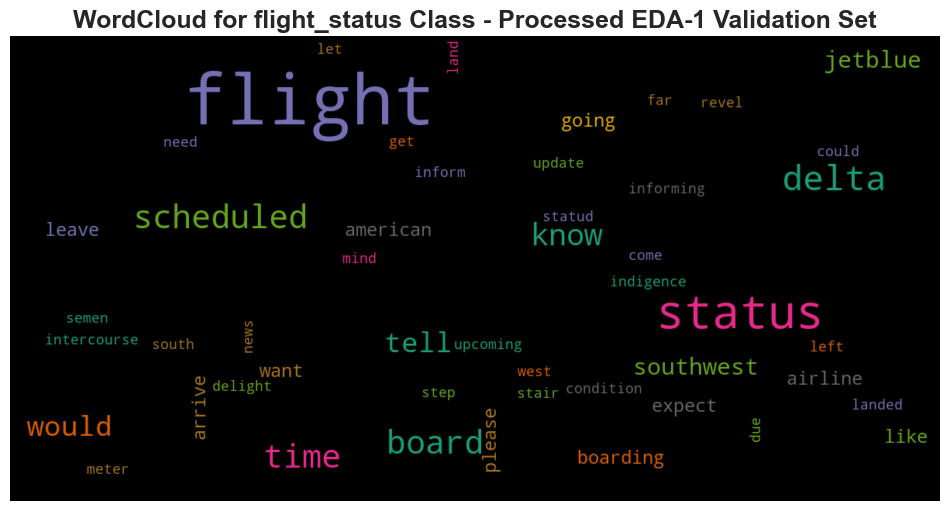 WordCloud for flight_status Class - Processed EDA-1 Validation Set
let
land
jetblue
flight
far
revel
going
need
get
could
update
inform
delta
informing
scheduled
statud
leave
american
know
mind
come
indigence
semen
status
intercourse
south
news
tell
upcoming
left
want
west
southwest
airline
delight
step
stair
condition
arrive
expect
landed
would
please
due
like
time
board
boarding
meter